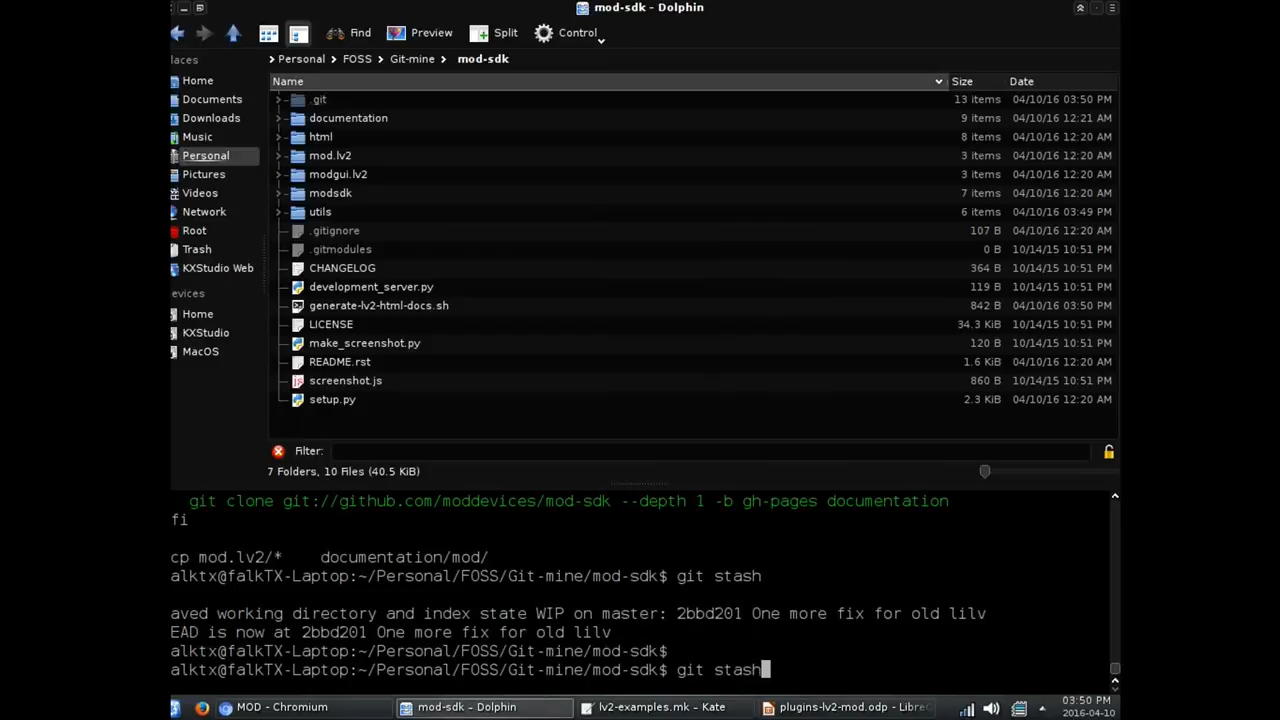 mod-sdk - Dolphin
Find Preview Split Control
laces
Personal FOSS Git-mine mod-sdk
Name Size Date
Home
Documents
Downloads
Music
Personal
Pictures
Videos
Network
Root
Trash
KXStudio Web
evices
Home
KXStudio
MacOS
.git 13 items 04/10/16 03:50 PM
documentation 9 items 04/10/16 12:21 AM
html 8 items 04/10/16 12:20 AM
mod.lv2 3 items 04/10/16 12:20 AM
modgui.lv2 3 items 04/10/16 12:20 AM
modsdk 7 items 04/10/16 12:20 AM
utils 6 items 04/10/16 03:49 PM
.gitignore 107 B 10/14/15 10:51 PM
.gitmodules 0 B 10/14/15 10:51 PM
CHANGELOG 364 B 10/14/15 10:51 PM
development_server.py 119 B 10/14/15 10:51 PM
generate-lv2-html-docs.sh 842 B 04/10/16 03:50 PM
LICENSE 34.3 KiB 10/14/15 10:51 PM
make_screenshot.py 120 B 10/14/15 10:51 PM
README.rst 1.6 KiB 04/10/16 12:20 AM
screenshot.js 860 B 10/14/15 10:51 PM
setup.py 2.3 KiB 04/10/16 12:20 AM
Filter:
7 Folders, 10 Files (40.5 KiB)
git clone git://github.com/moddevices/mod-sdk --depth 1 -b gh-pages documentation
fi
cp mod.lv2/* documentation/mod/
alktx@falkTX-Laptop:~/Personal/FOSS/Git-mine/mod-sdk$ git stash
aved working directory and index state WIP on master: 2bbd201 One more fix for old lilv
EAD is now at 2bbd201 One more fix for old lilv
alktx@falkTX-Laptop:~/Personal/FOSS/Git-mine/mod-sdk$
alktx@falkTX-Laptop:~/Personal/FOSS/Git-mine/mod-sdk$ git stash
MOD - Chromium mod-sdk - Dolphin lv2-examples.mk - Kate plugins-lv2-mod.odp - LibreO 03:50 PM
2016-04-10